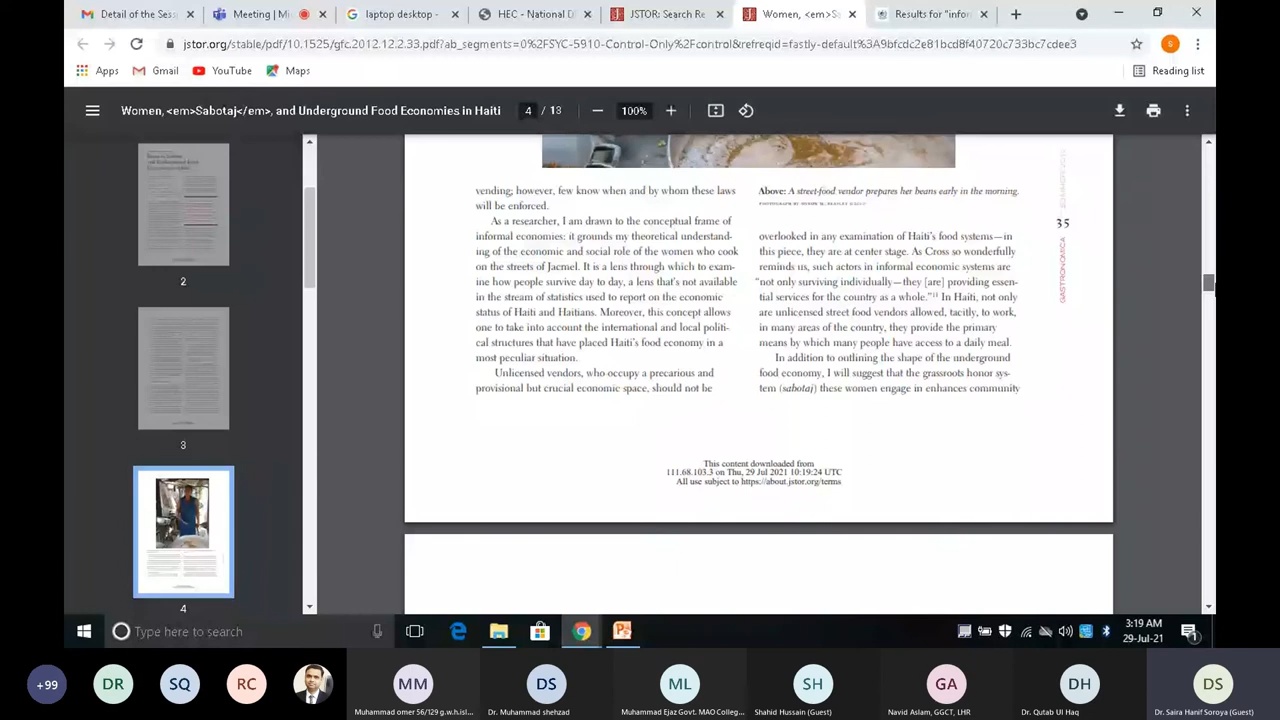 Detail of the Sess
Meeting | Mi
laptop desktop -
HEC - National Di
JSTOR: Search Re
Women, <em>Sabot
Results for "infor
jstor.org/stable/pdf/10.1525/gfc.2012.12.2.33.pdf?ab_segments=0%2FSYC-5910-Control-Only%2Fcontrol&refreqid=fastly-default%3A9bfcdc2e81bcd8f40720c733bc7cdee3
S
Apps
Gmail
YouTube
Maps
Reading list
Women, <em>Sabotaj</em>, and Underground Food Economies in Haiti
4 / 13
100%
2
3
4
vending; however, few know when and by whom these laws
will be enforced.
As a researcher, I am drawn to the conceptual frame of
informal economies: it grounds my theoretical understand-
ing of the economic and social role of the women who cook
on the streets of Jacmel. It is a lens through which to exam-
ine how people survive day to day, a lens that's not available
in the stream of statistics used to report on the economic
status of Haiti and Haitians. Moreover, this concept allows
one to take into account the international and local politi-
cal structures that have placed Haiti's food economy in a
most peculiar situation.
Unlicensed vendors, who occupy a precarious and
provisional but crucial economic space, should not be
Above: A street-food vendor prepares her beans early in the morning.
overlooked in any examination of Haiti's food systems—in
this piece, they are at center stage. As Cross so wonderfully
reminds us, such actors in informal economic systems are
"not only surviving individually—they [are] providing essen-
tial services for the country as a whole."11 In Haiti, not only
are unlicensed street food vendors allowed, tacitly, to work,
in many areas of the country, they provide the primary
means by which many people have access to a daily meal.
In addition to outlining the shape of the underground
food economy, I will suggest that the grassroots honor sys-
tem (sabotaj) these women engage in enhances community
35
GASTRONOMICA
This content downloaded from
111.68.103.3 on Thu, 29 Jul 2021 10:19:24 UTC
All use subject to https://about.jstor.org/terms
Type here to search
3:19 AM
29-Jul-21
1
+99
DR
SQ
RC
MM
Muhammad omer 56/129 g.w.h.isl...
DS
Dr. Muhammad shehzad
ML
Muhammad Ejaz Govt. MAO Colleg...
SH
Shahid Hussain (Guest)
GA
Navid Aslam, GGCT, LHR
DH
Dr. Qutab Ul Haq
DS
Dr. Saira Hanif Soroya (Guest)